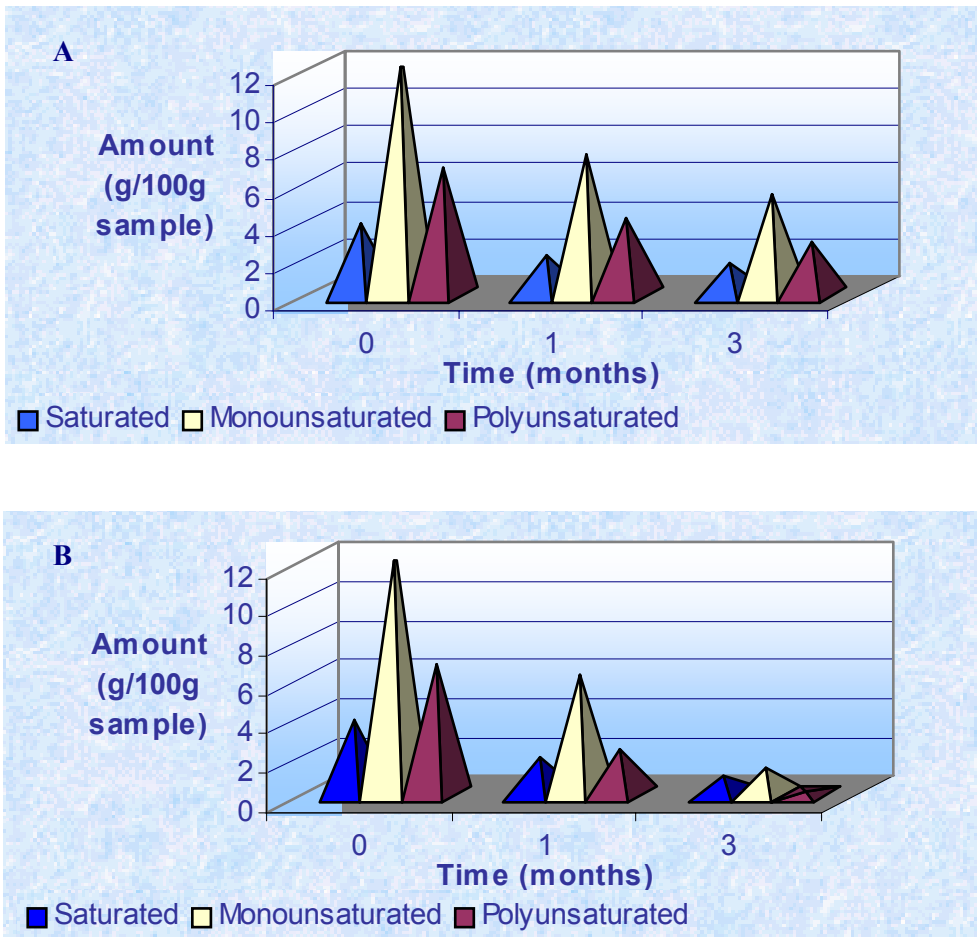 A
12
10
8
6
4
2
0
Amount
(g/100g
sample)
0 1 3
Time (months)
Saturated Monounsaturated Polyunsaturated
B
12
10
8
6
4
2
0
Amount
(g/100g
sample)
0 1 3
Time (months)
Saturated Monounsaturated Polyunsaturated